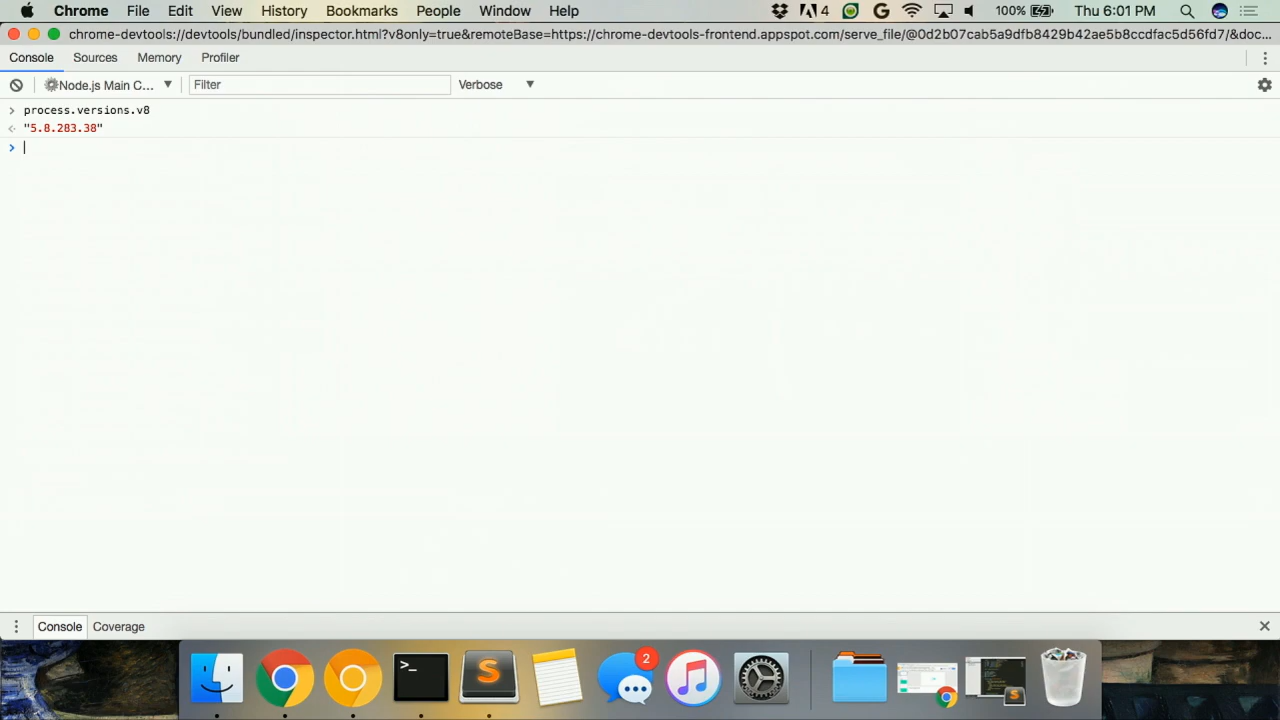 Chrome File Edit View History Bookmarks People Window Help 4 100% Thu 6:01 PM
chrome-devtools://devtools/bundled/inspector.html?v8only=true&remoteBase=https://chrome-devtools-frontend.appspot.com/serve_file/@0d2b07cab5a9dfb8429b42ae5b8ccdfac5d56fd7/&doc...
Console Sources Memory Profiler
Node.js Main C... Filter Verbose
> process.versions.v8
"5.8.283.38"
>
Console Coverage
2